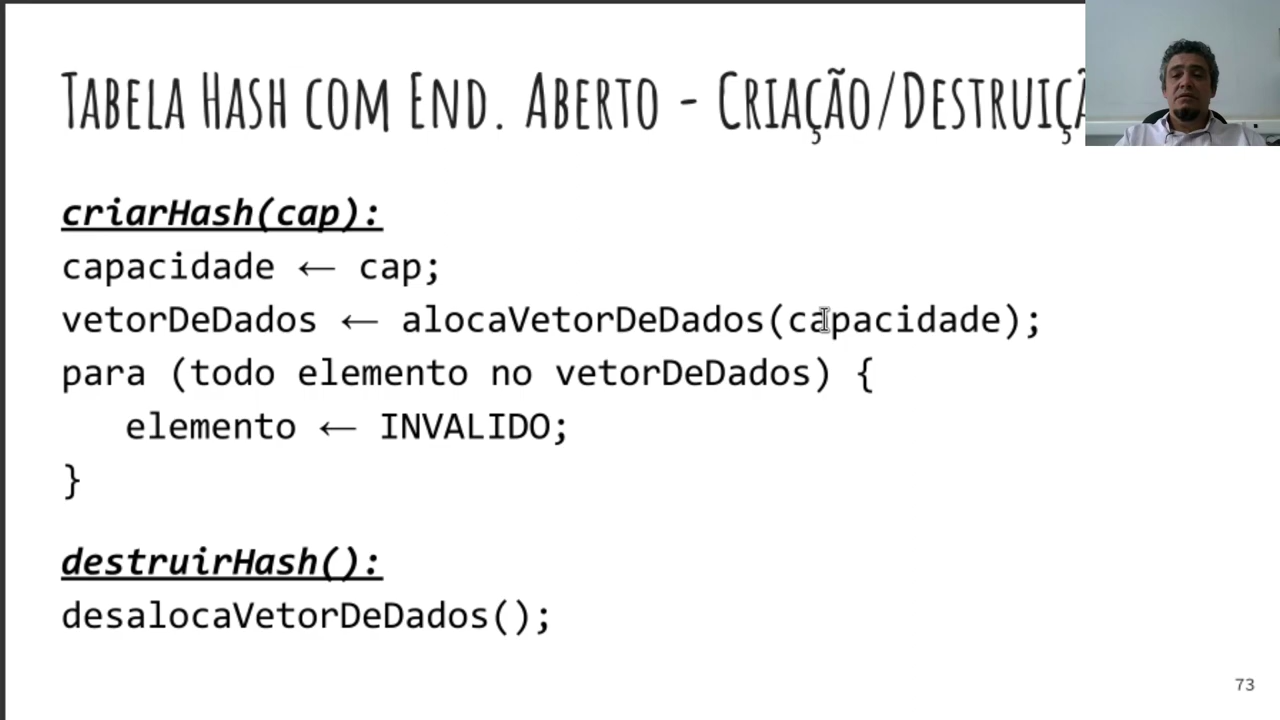 Tabela Hash com End. Aberto - Criação/Destruiçã
criarHash(cap):
capacidade ← cap;
vetorDeDados ← alocaVetorDeDados(capacidade);
para (todo elemento no vetorDeDados) {
elemento ← INVALIDO;
}
destruirHash():
desalocaVetorDeDados();
73